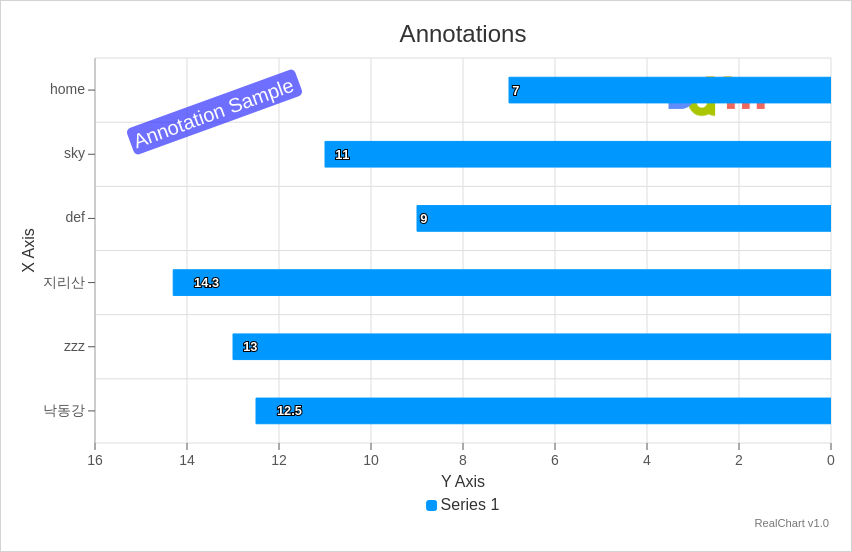 Annotations
Annotation Sample
home
7
sky
11
def
9
X Axis
지리산
14.3
zzz
13
낙동강
12.5
16 14 12 10 8 6 4 2 0
Y Axis
Series 1
RealChart v1.0